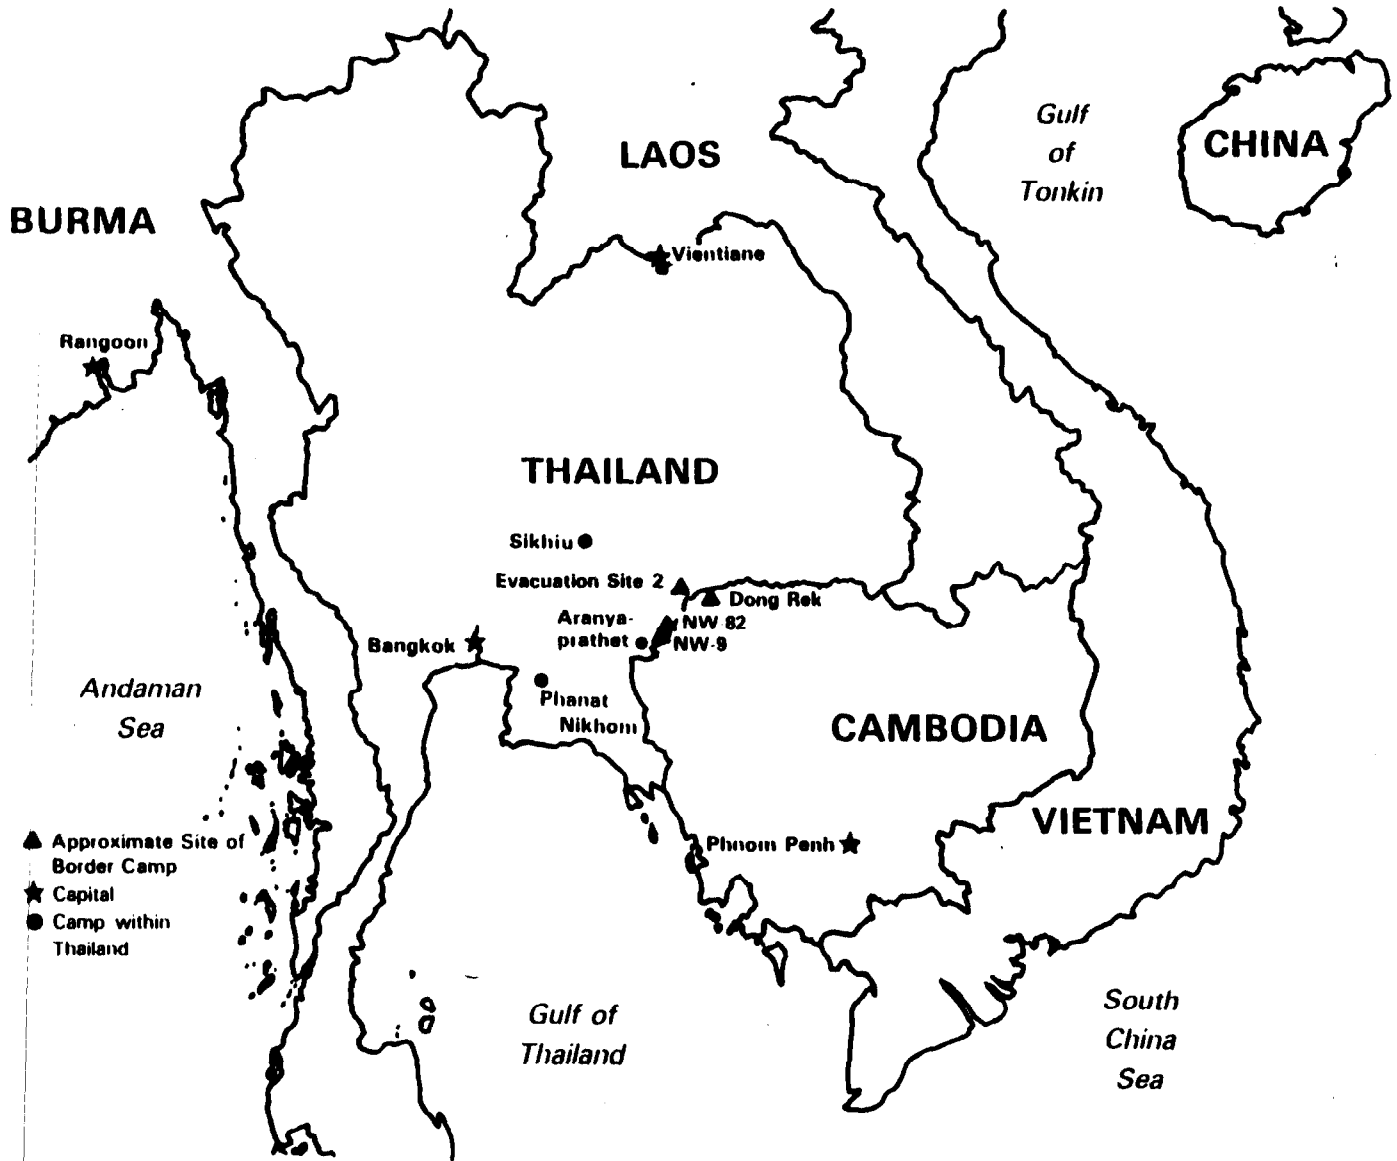 Gulf
of
Tonkin
CHINA
LAOS
BURMA
Vientiane
Rangoon
THAILAND
Sikhiu
Evacuation Site 2
Dong Rek
Aranya-
prathet
NW-82
NW-9
Bangkok
Phanat
Nikhom
Andaman
Sea
CAMBODIA
VIETNAM
Phnom Penh
Approximate Site of
Border Camp
Capital
Camp within
Thailand
Gulf of
Thailand
South
China
Sea